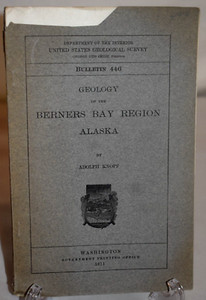 DEPARTMENT OF THE INTERIOR
UNITED STATES GEOLOGICAL SURVEY
BULLETIN 446
GEOLOGY
OF THE
BERNERS BAY REGION
ALASKA
BY
ADOLPH KNOPF
WASHINGTON
GOVERNMENT PRINTING OFFICE
1911